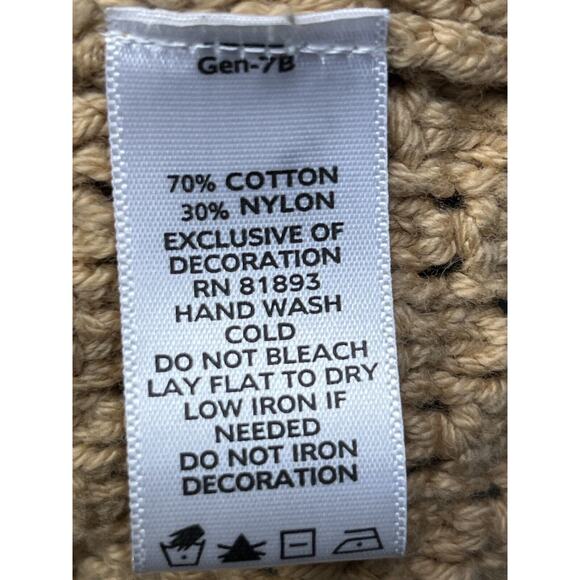 Gen-7B
70% COTTON
30% NYLON
EXCLUSIVE OF
DECORATION
RN 81893
HAND WASH
COLD
DO NOT BLEACH
LAY FLAT TO DRY
LOW IRON IF
NEEDED
DO NOT IRON
DECORATION